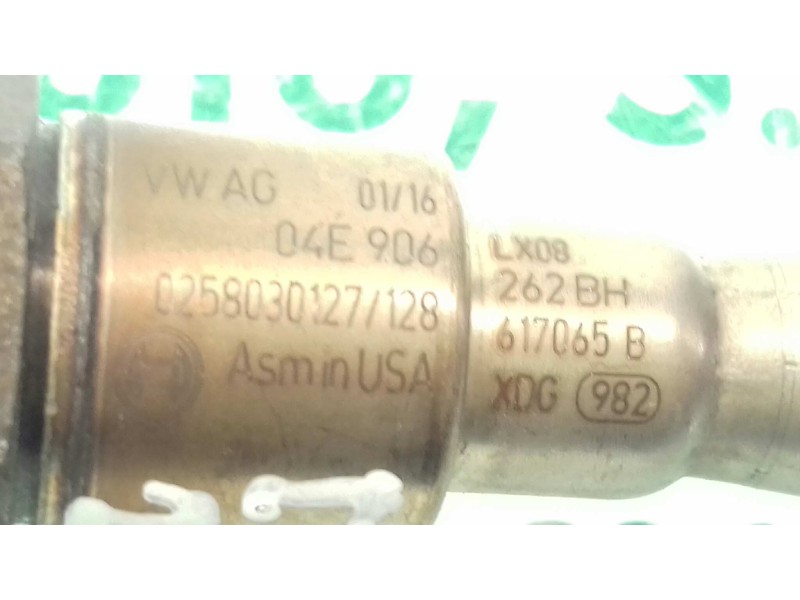 VW AG 01/16
04E 906
0258030127/128
Asm in USA
LX08
262 BH
617065 B
XDG 982